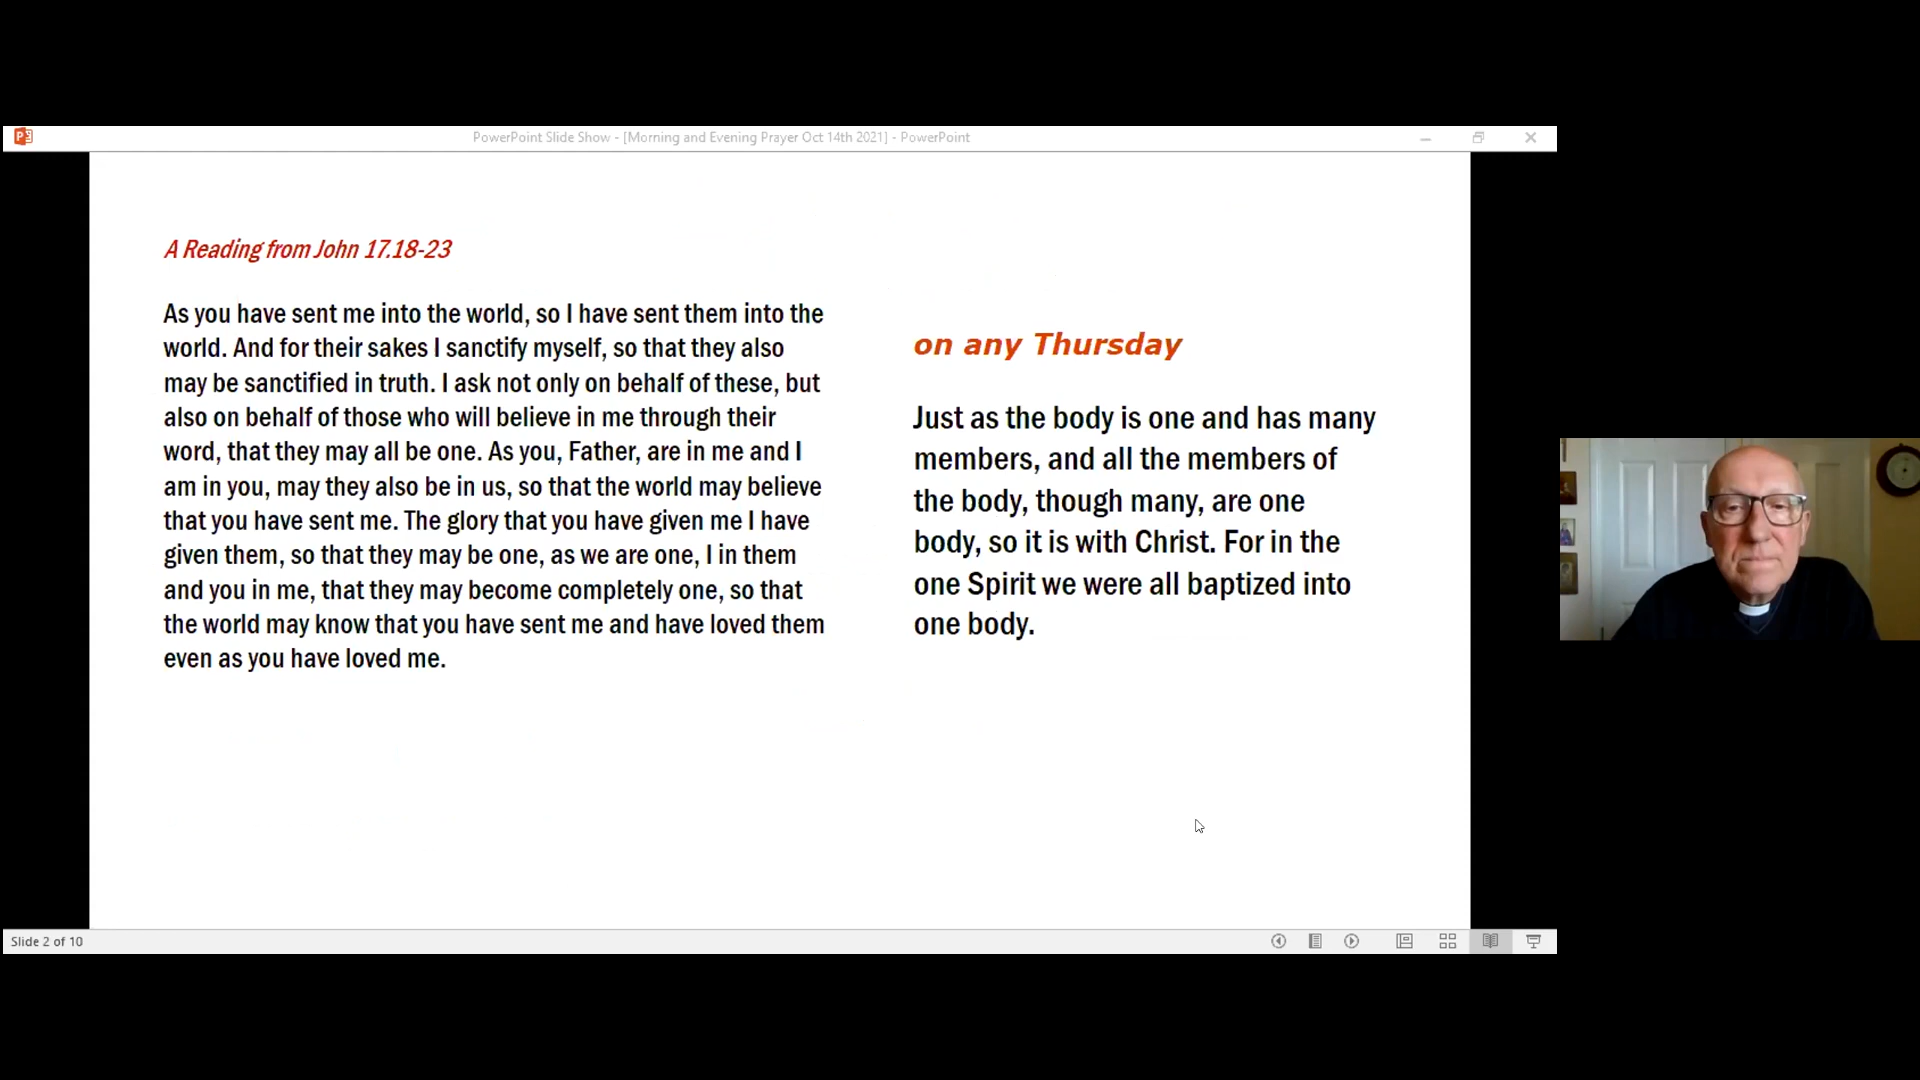 PowerPoint Slide Show - [Morning and Evening Prayer Oct 14th 2021] - PowerPoint
A Reading from John 17.18-23
As you have sent me into the world, so I have sent them into the
world. And for their sakes I sanctify myself, so that they also
may be sanctified in truth. I ask not only on behalf of these, but
also on behalf of those who will believe in me through their
word, that they may all be one. As you, Father, are in me and I
am in you, may they also be in us, so that the world may believe
that you have sent me. The glory that you have given me I have
given them, so that they may be one, as we are one, I in them
and you in me, that they may become completely one, so that
the world may know that you have sent me and have loved them
even as you have loved me.
on any Thursday
Just as the body is one and has many
members, and all the members of
the body, though many, are one
body, so it is with Christ. For in the
one Spirit we were all baptized into
one body.
Slide 2 of 10